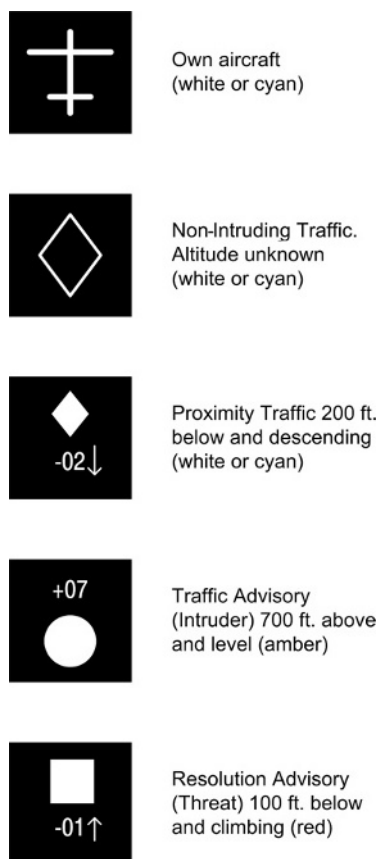 Own aircraft
(white or cyan)
Non-Intruding Traffic.
Altitude unknown
(white or cyan)
-02↓
Proximity Traffic 200 ft.
below and descending
(white or cyan)
+07
Traffic Advisory
(Intruder) 700 ft. above
and level (amber)
-01↑
Resolution Advisory
(Threat) 100 ft. below
and climbing (red)